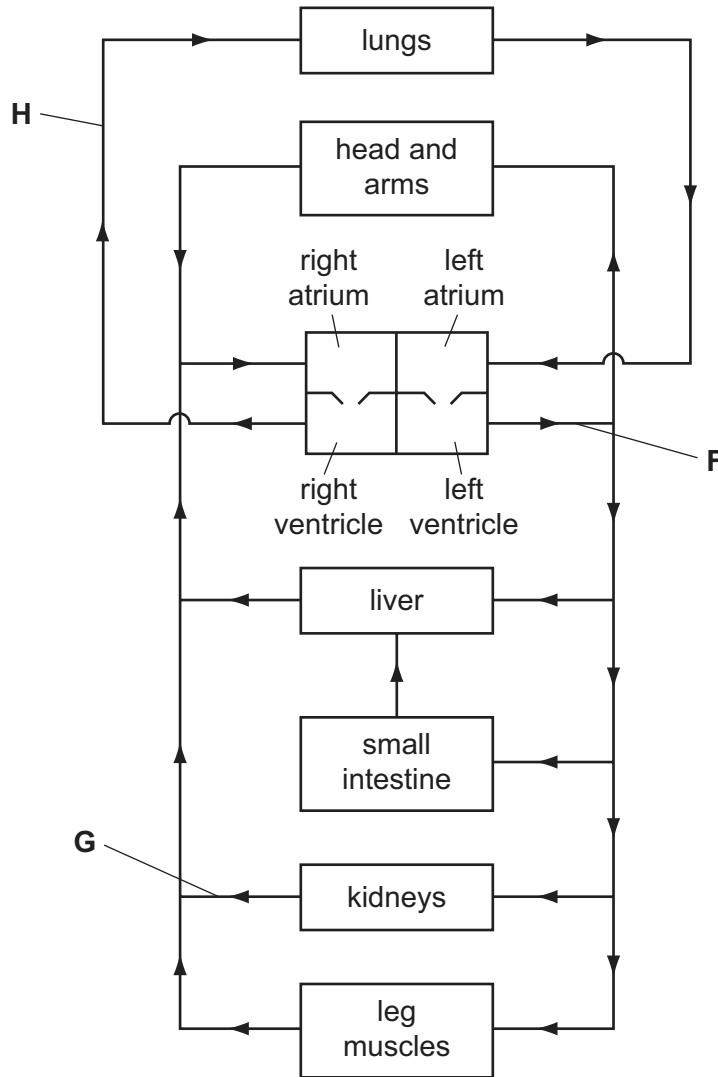 lungs
H
head and
arms
right
atrium
left
atrium
F
right
ventricle
left
ventricle
liver
small
intestine
G
kidneys
leg
muscles